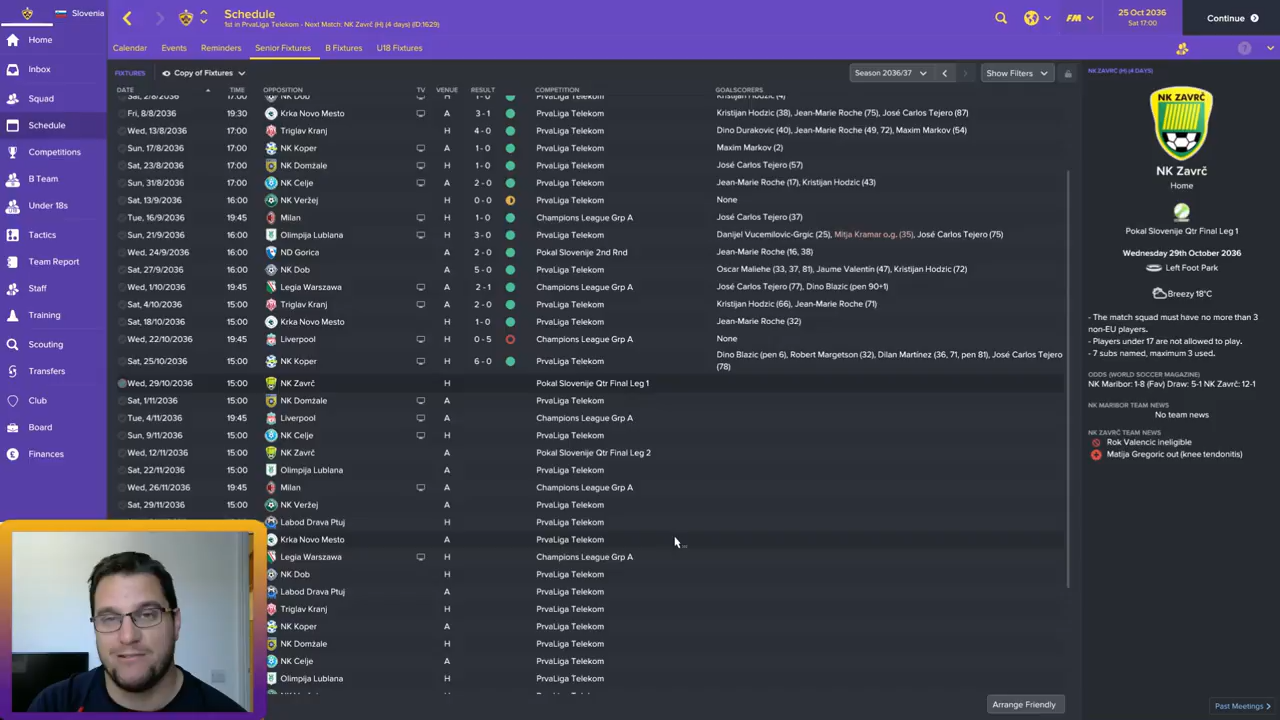 Slovenia
Schedule
1st in PrvaLiga Telekom - Next Match: NK Zavrč (H) (4 days) (ID:1629)
FM
25 Oct 2036
Sat 17:00
Continue
Home
Inbox
Squad
Schedule
Competitions
B Team
Under 18s
Tactics
Team Report
Staff
Training
Scouting
Transfers
Club
Board
Finances
Calendar Events Reminders Senior Fixtures B Fixtures U18 Fixtures
FIXTURES Copy of Fixtures Season 2036/37 Show Filters
DATE TIME OPPOSITION TV VENUE RESULT COMPETITION GOALSCORERS
Sat, 2/8/2036 17:00 NK Dob H 1 - 0 PrvaLiga Telekom Kristijan Hodzic (4)
Fri, 8/8/2036 19:30 Krka Novo Mesto A 3 - 1 PrvaLiga Telekom Kristijan Hodzic (38), Jean-Marie Roche (75), José Carlos Tejero (87)
Wed, 13/8/2036 17:00 Triglav Kranj H 4 - 0 PrvaLiga Telekom Dino Durakovic (40), Jean-Marie Roche (49, 72), Maxim Markov (54)
Sun, 17/8/2036 17:00 NK Koper A 1 - 0 PrvaLiga Telekom Maxim Markov (2)
Sat, 23/8/2036 17:00 NK Domžale H 1 - 0 PrvaLiga Telekom José Carlos Tejero (57)
Sun, 31/8/2036 17:00 NK Celje A 2 - 0 PrvaLiga Telekom Jean-Marie Roche (17), Kristijan Hodzic (43)
Sat, 13/9/2036 16:00 NK Veržej H 0 - 0 PrvaLiga Telekom None
Tue, 16/9/2036 19:45 Milan H 1 - 0 Champions League Grp A José Carlos Tejero (37)
Sun, 21/9/2036 16:00 Olimpija Lublana H 3 - 0 PrvaLiga Telekom Danijel Vucemilovic-Grgic (25), Mitja Kramar o.g. (35), José Carlos Tejero (75)
Wed, 24/9/2036 16:00 ND Gorica A 2 - 0 Pokal Slovenije 2nd Rnd Jean-Marie Roche (16, 38)
Sat, 27/9/2036 16:00 NK Dob A 5 - 0 PrvaLiga Telekom Oscar Maliehe (33, 37, 81), Jaume Valentín (47), Kristijan Hodzic (72)
Wed, 1/10/2036 19:45 Legia Warszawa A 2 - 1 Champions League Grp A José Carlos Tejero (77), Dino Blazic (pen 90+1)
Sat, 4/10/2036 15:00 Triglav Kranj A 2 - 0 PrvaLiga Telekom Kristijan Hodzic (66), Jean-Marie Roche (71)
Sat, 18/10/2036 15:00 Krka Novo Mesto H 1 - 0 PrvaLiga Telekom Jean-Marie Roche (32)
Wed, 22/10/2036 19:45 Liverpool H 0 - 5 Champions League Grp A None
Sat, 25/10/2036 15:00 NK Koper H 6 - 0 PrvaLiga Telekom Dino Blazic (pen 6), Robert Margetson (32), Dilan Martínez (36, 71, pen 81), José Carlos Tejero
(78)
Wed, 29/10/2036 15:00 NK Zavrč H Pokal Slovenije Qtr Final Leg 1
Sat, 1/11/2036 15:00 NK Domžale A PrvaLiga Telekom
Tue, 4/11/2036 19:45 Liverpool A Champions League Grp A
Sun, 9/11/2036 15:00 NK Celje H PrvaLiga Telekom
Wed, 12/11/2036 15:00 NK Zavrč A Pokal Slovenije Qtr Final Leg 2
Sat, 22/11/2036 15:00 Olimpija Lublana A PrvaLiga Telekom
Wed, 26/11/2036 19:45 Milan A Champions League Grp A
Sat, 29/11/2036 15:00 NK Veržej A PrvaLiga Telekom
Labod Drava Ptuj H PrvaLiga Telekom
Krka Novo Mesto A PrvaLiga Telekom
Legia Warszawa H Champions League Grp A
NK Dob H PrvaLiga Telekom
Labod Drava Ptuj A PrvaLiga Telekom
Triglav Kranj H PrvaLiga Telekom
NK Koper A PrvaLiga Telekom
NK Domžale H PrvaLiga Telekom
NK Celje A PrvaLiga Telekom
Olimpija Lublana H PrvaLiga Telekom
Arrange Friendly
NK ZAVRČ (H) (4 DAYS)
NK ZAVRČ
NK Zavrč
Home
Pokal Slovenije Qtr Final Leg 1
Wednesday 29th October 2036
Left Foot Park
Breezy 18°C
- The match squad must have no more than 3
non-EU players.
- Players under 17 are not allowed to play.
- 7 subs named, maximum 3 used.
ODDS (WORLD SOCCER MAGAZINE)
NK Maribor: 1-8 (Fav) Draw: 5-1 NK Zavrč: 12-1
NK MARIBOR TEAM NEWS
No team news
NK ZAVRČ TEAM NEWS
Rok Valencic ineligible
Matija Gregoric out (knee tendonitis)
Past Meetings